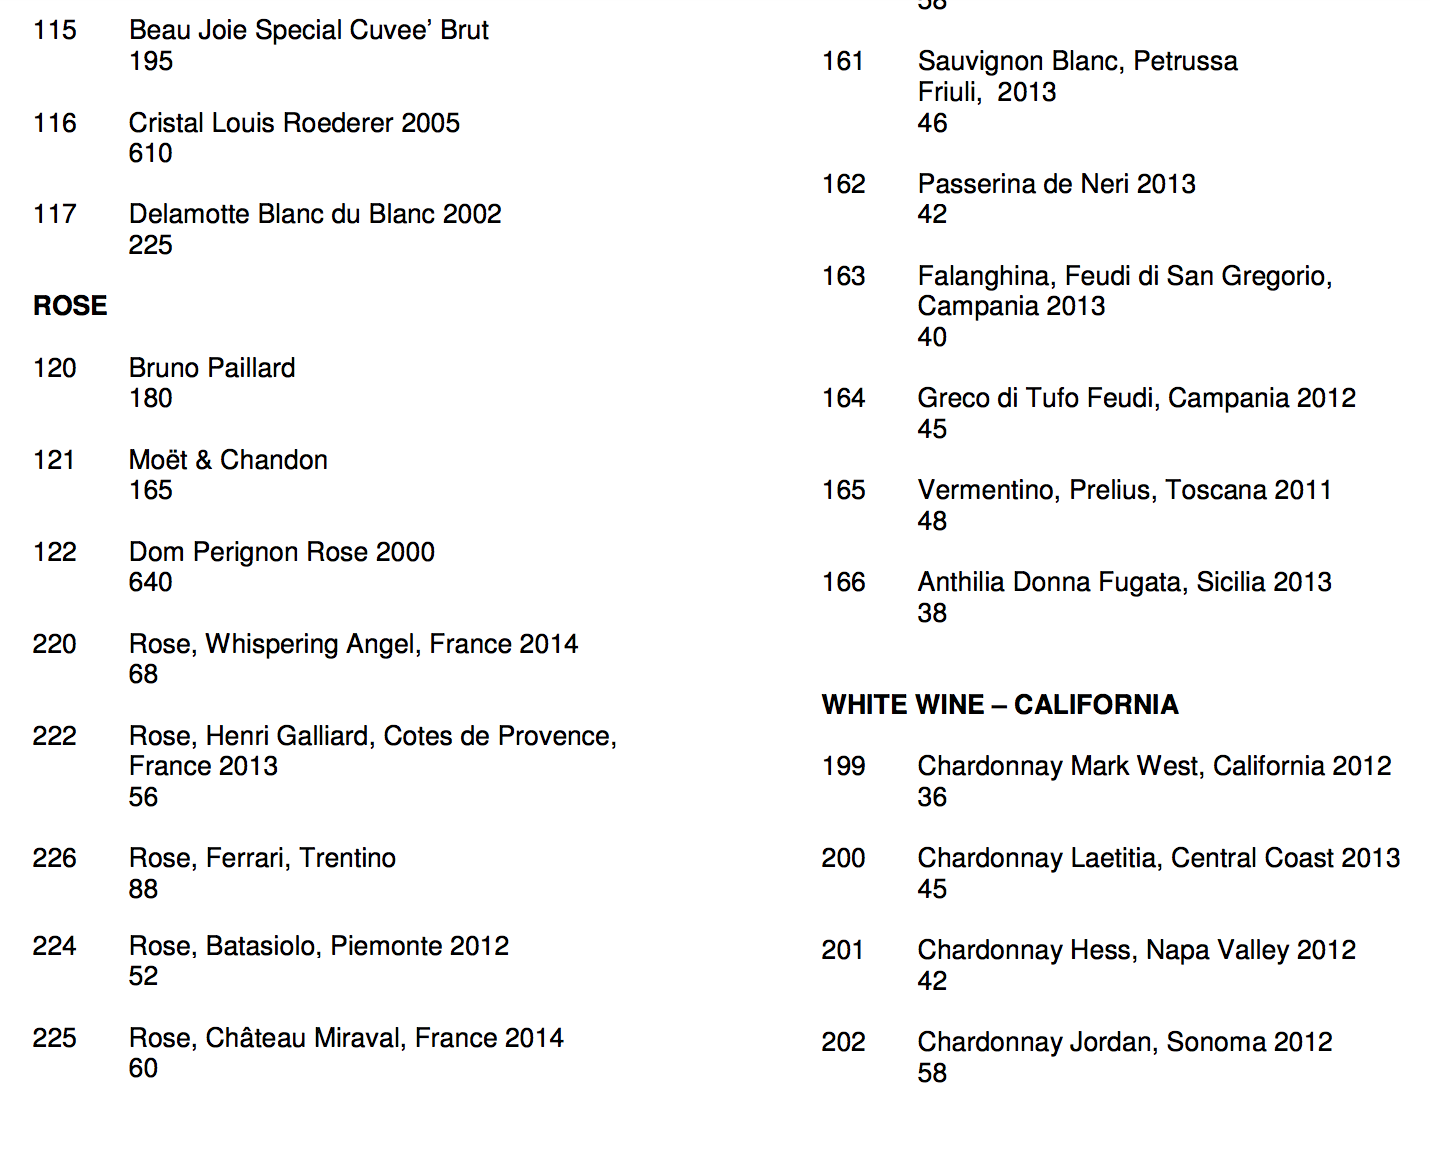 115 Beau Joie Special Cuvee’ Brut
195
116 Cristal Louis Roederer 2005
610
117 Delamotte Blanc du Blanc 2002
225
ROSE
120 Bruno Paillard
180
121 Moët & Chandon
165
122 Dom Perignon Rose 2000
640
220 Rose, Whispering Angel, France 2014
68
222 Rose, Henri Galliard, Cotes de Provence,
France 2013
56
226 Rose, Ferrari, Trentino
88
224 Rose, Batasiolo, Piemonte 2012
52
225 Rose, Château Miraval, France 2014
60
58
161 Sauvignon Blanc, Petrussa
Friuli,  2013
46
162 Passerina de Neri 2013
42
163 Falanghina, Feudi di San Gregorio,
Campania 2013
40
164 Greco di Tufo Feudi, Campania 2012
45
165 Vermentino, Prelius, Toscana 2011
48
166 Anthilia Donna Fugata, Sicilia 2013
38
WHITE WINE – CALIFORNIA
199 Chardonnay Mark West, California 2012
36
200 Chardonnay Laetitia, Central Coast 2013
45
201 Chardonnay Hess, Napa Valley 2012
42
202 Chardonnay Jordan, Sonoma 2012
58